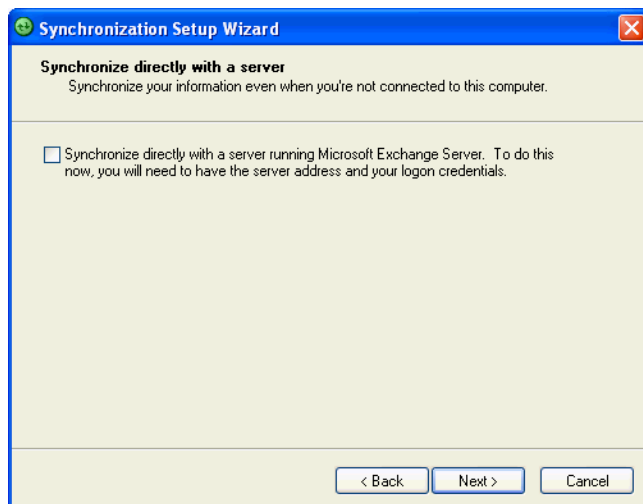 Synchronization Setup Wizard
Synchronize directly with a server
Synchronize your information even when you're not connected to this computer.
Synchronize directly with a server running Microsoft Exchange Server.  To do this
now, you will need to have the server address and your logon credentials.
< Back
Next >
Cancel